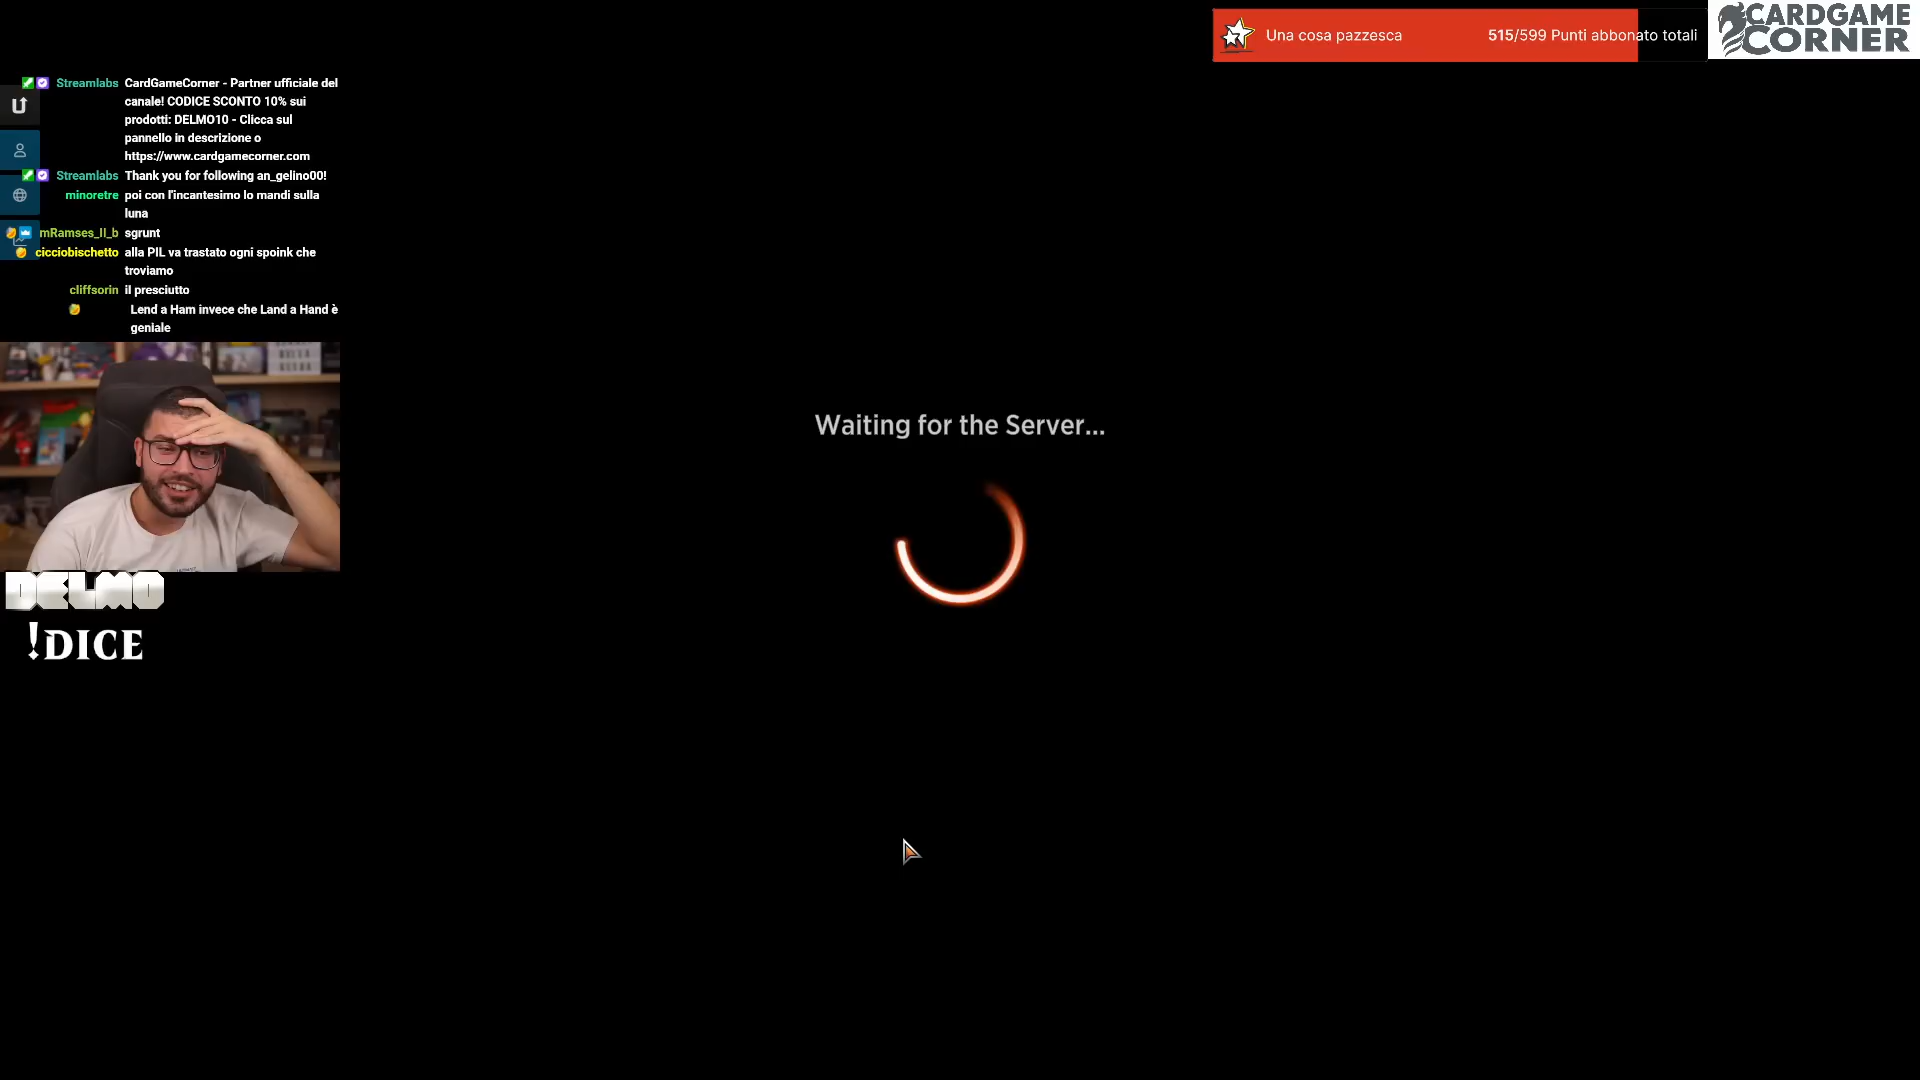 Una cosa pazzesca
515/599 Punti abbonato totali
CARDGAME
CORNER
Streamlabs CardGameCorner - Partner ufficiale del
canale! CODICE SCONTO 10% sui
prodotti: DELMO10 - Clicca sul
pannello in descrizione o
https://www.cardgamecorner.com
Streamlabs Thank you for following an_gelino00!
minoretre poi con l'incantesimo lo mandi sulla
luna
mRamses_II_b sgrunt
cicciobischetto alla PIL va trastato ogni spoink che
troviamo
cliffsorin il presciutto
Lend a Ham invece che Land a Hand è
geniale
Waiting for the Server...
DELMO
!DICE